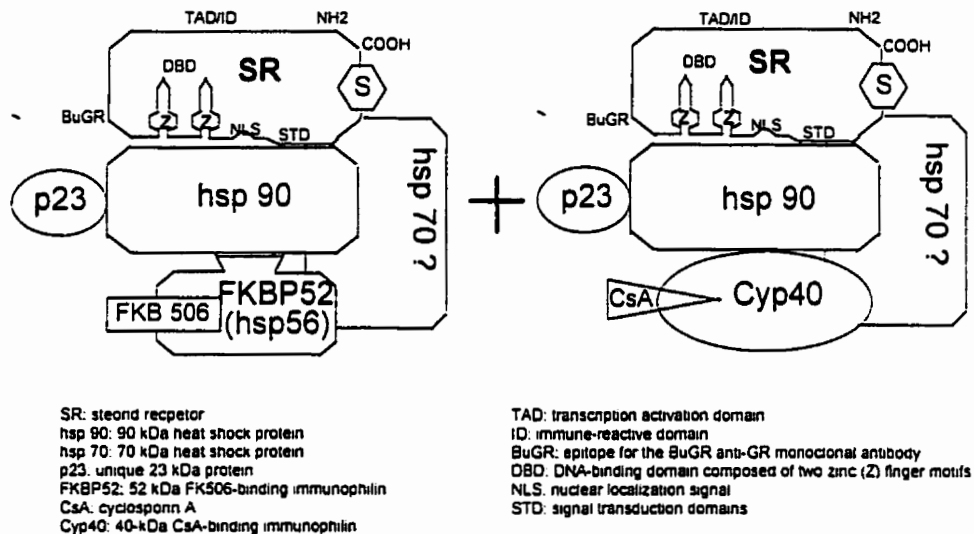 TAD/ID NH2
COOH
SR
DBD
S
Z Z
BuGR
NLS
STD
p23
hsp 90
hsp 70 ?
FKBP52
(hsp56)
FKB 506
+
TAD/ID NH2
COOH
SR
DBD
S
Z Z
BuGR
NLS
STD
p23
hsp 90
hsp 70 ?
CsA
Cyp40
SR: steorid recpetor
hsp 90: 90 kDa heat shock protein
hsp 70: 70 kDa heat shock protein
p23. unique 23 kDa protein
FKBP52: 52 kDa FK506-binding immunophilin
CsA: cyclosporin A
Cyp40: 40-kDa CsA-binding immunophilin
TAD: transcription activation domain
ID: immune-reactive domain
BuGR: epitope for the BuGR anti-GR monoclonal antibody
DBD: DNA-binding domain composed of two zinc (Z) finger motifs
NLS. nuclear localization signal
STD: signal transduction domains